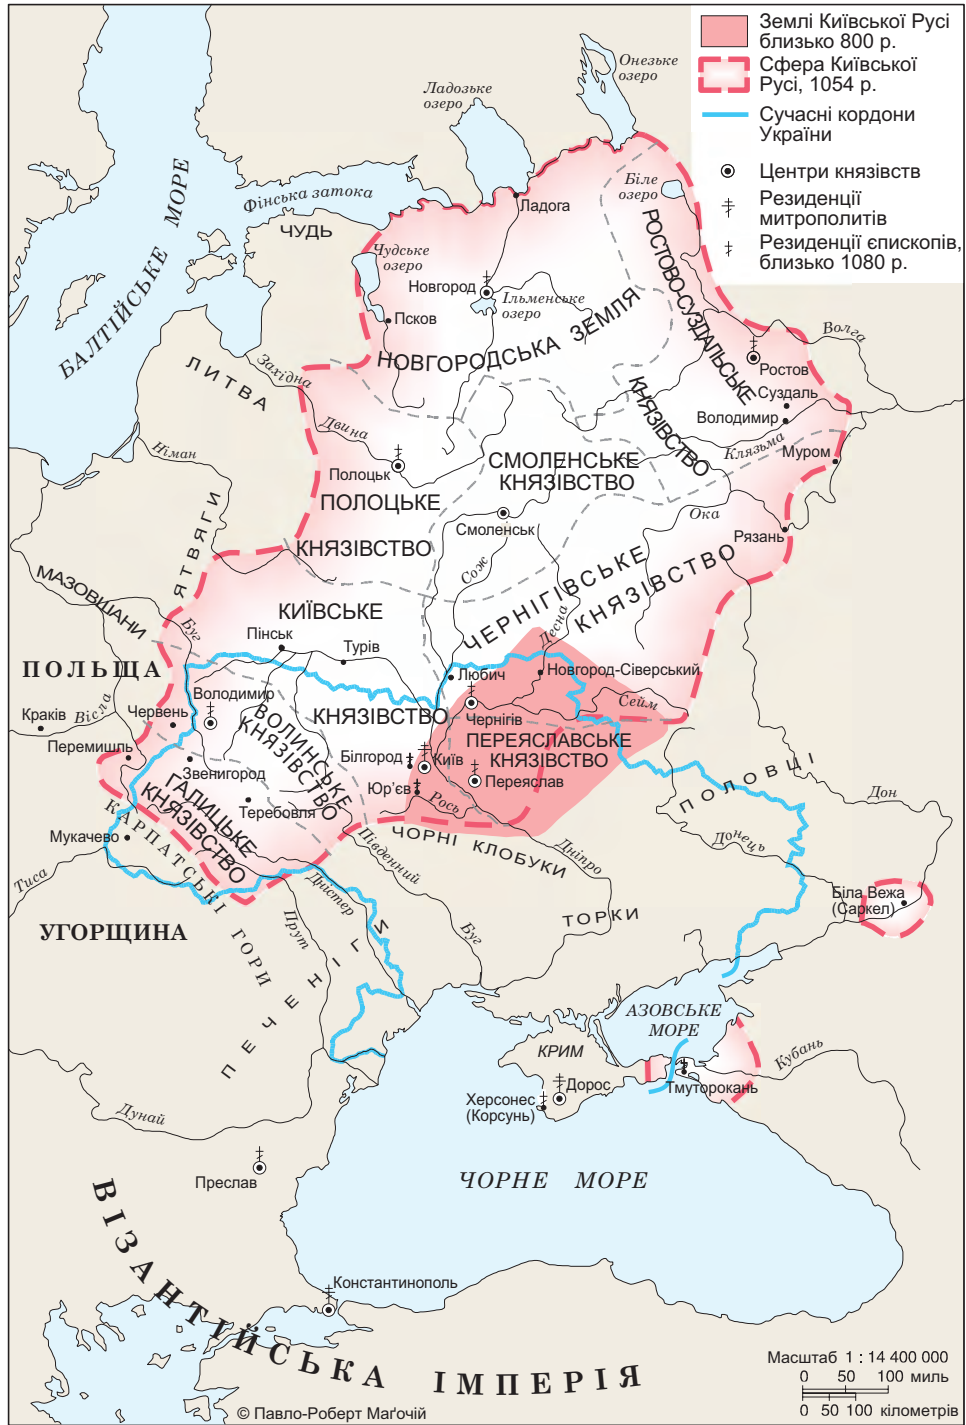 Землі Київської Русі
близько 800 р.
Сфера Київської
Русі, 1054 р.
Сучасні кордони
України
Центри князівств
Резиденції
митрополитів
Резиденції єпископів,
близько 1080 р.
Онезьке
озеро
Ладозьке
озеро
БАЛТІЙСЬКЕ МОРЕ
Фінська затока
ЧУДЬ
Ладога
Біле
озеро
Чудське
озеро
Новгород
Ільменське
озеро
Псков
НОВГОРОДСЬКА ЗЕМЛЯ
РОСТОВО-СУЗДАЛЬСЬКЕ
КНЯЗІВСТВО
Волга
Ростов
Суздаль
Володимир
Клязьма
Муром
ЛИТВА
Західна
Двина
Полоцьк
Німан
СМОЛЕНСЬКЕ
КНЯЗІВСТВО
Смоленськ
ПОЛОЦЬКЕ
КНЯЗІВСТВО
Ока
Рязань
Сож
ЧЕРНІГІВСЬКЕ
КНЯЗІВСТВО
Десна
ЯТВЯГИ
МАЗОВШАНИ
Буг
КИЇВСЬКЕ
КНЯЗІВСТВО
Пінськ
Турів
ПОЛЬЩА
Вісла
Краків
Любич
Новгород-Сіверський
Сейм
Чернігів
Володимир
Червень
ВОЛИНСЬКЕ
КНЯЗІВСТВО
ПЕРЕЯСЛАВСЬКЕ
КНЯЗІВСТВО
Перемишль
Звенигород
Білгород
Київ
Переяслав
Юр'єв
Рось
ГАЛИЦЬКЕ
КНЯЗІВСТВО
Теребовля
ПОЛОВЦІ
Дон
Донець
ЧОРНІ КЛОБУКИ
Дніпро
Мукачево
КАРПАТСЬКІ ГОРИ
Тиса
Південний
Буг
Дністер
Прут
Біла Вежа
(Саркел)
ТОРКИ
УГОРЩИНА
ПЕЧЕНІГИ
АЗОВСЬКЕ
МОРЕ
КРИМ
Дорос
Херсонес
(Корсунь)
Тмуторокань
Кубань
Дунай
Преслав
ЧОРНЕ МОРЕ
ВІЗАНТІЙСЬКА ІМПЕРІЯ
Константинополь
Масштаб 1 : 14 400 000
0 50 100 миль
0 50 100 кілометрів
© Павло-Роберт Маґочій